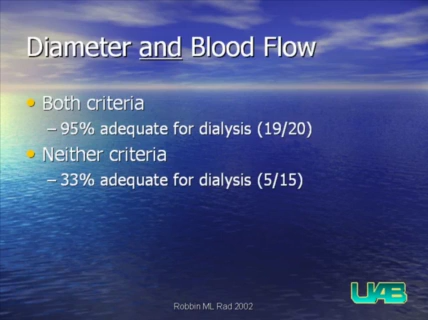 Diameter and Blood Flow
• Both criteria
– 95% adequate for dialysis (19/20)
• Neither criteria
– 33% adequate for dialysis (5/15)
UAB
Robbin ML Rad 2002